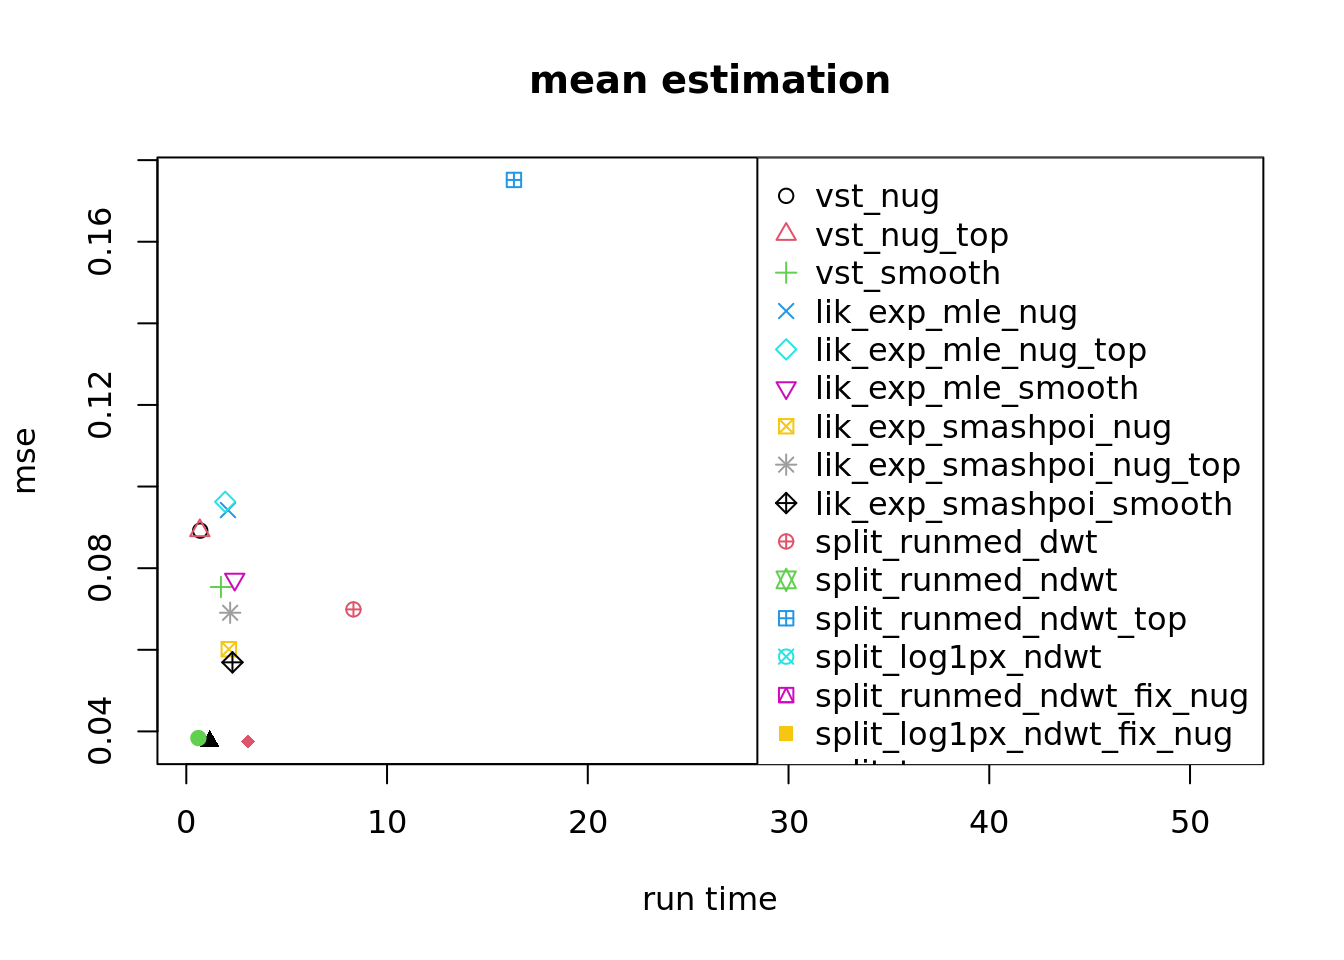 mean estimation
mse
0.16
0.12
0.08
0.04
vst_nug
vst_nug_top
vst_smooth
lik_exp_mle_nug
lik_exp_mle_nug_top
lik_exp_mle_smooth
lik_exp_smashpoi_nug
lik_exp_smashpoi_nug_top
lik_exp_smashpoi_smooth
split_runmed_dwt
split_runmed_ndwt
split_runmed_ndwt_top
split_log1px_ndwt
split_runmed_ndwt_fix_nug
split_log1px_ndwt_fix_nug
0 10 20 30 40 50
run time